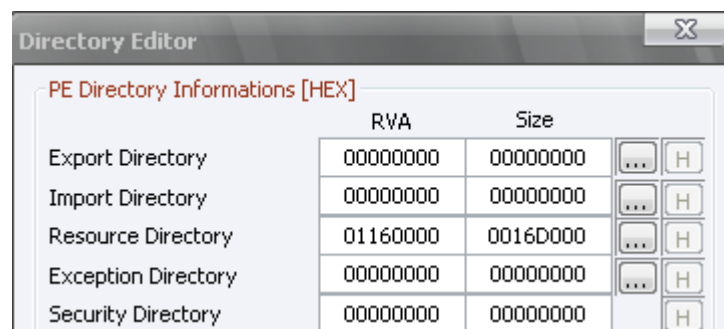 Directory Editor
PE Directory Informations [HEX]
RVA Size
Export Directory 00000000 00000000 ... H
Import Directory 00000000 00000000 ... H
Resource Directory 01160000 0016D000 ... H
Exception Directory 00000000 00000000 ... H
Security Directory 00000000 00000000 H